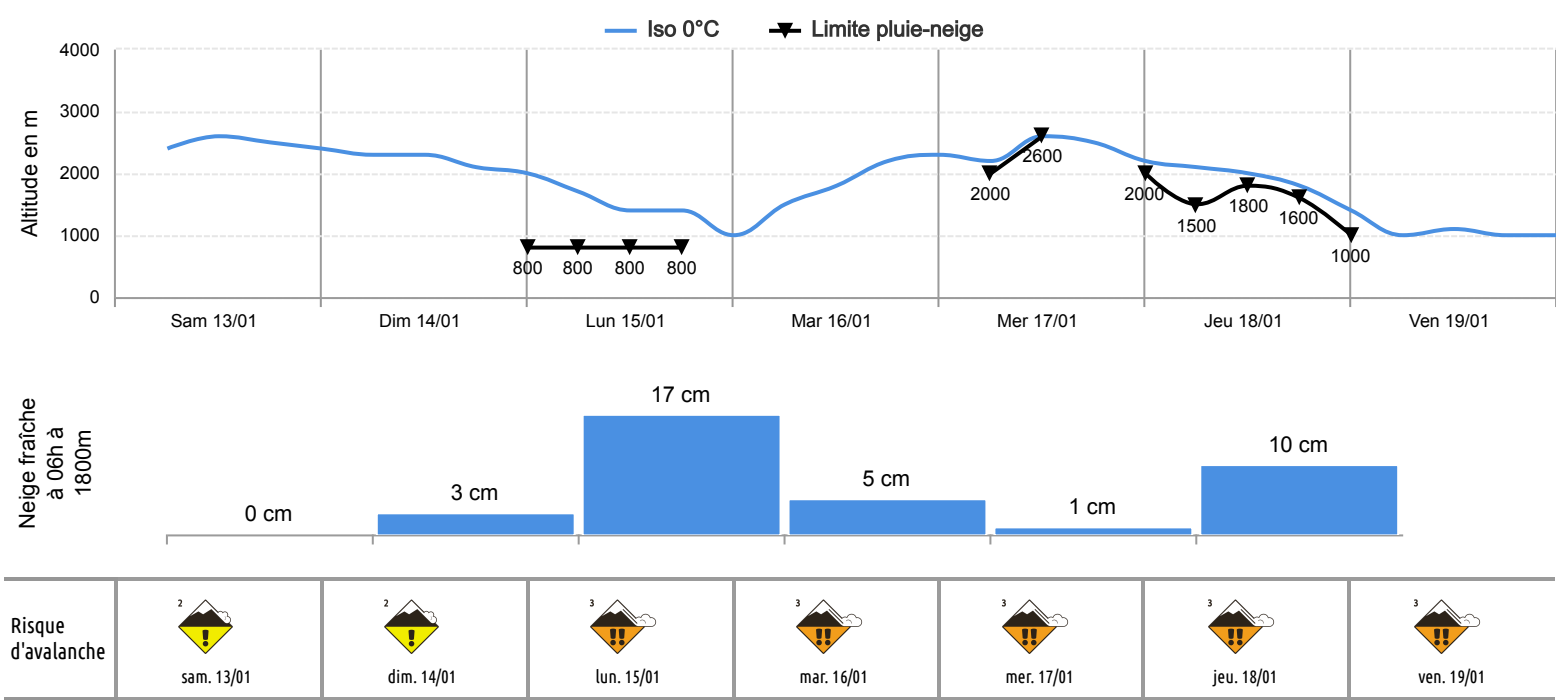 Iso 0°C Limite pluie-neige
Altitude en m
4000
3000
2000
1000
0
2600
2000
2000
1800
1500
1600
1000
800 800 800 800
Sam 13/01 Dim 14/01 Lun 15/01 Mar 16/01 Mer 17/01 Jeu 18/01 Ven 19/01
Neige fraîche
à 06h à
1800m
0 cm 3 cm 17 cm 5 cm 1 cm 10 cm
Risque
d'avalanche
2 2 3 3 3 3 3
! ! !! !! !! !! !!
sam. 13/01 dim. 14/01 lun. 15/01 mar. 16/01 mer. 17/01 jeu. 18/01 ven. 19/01